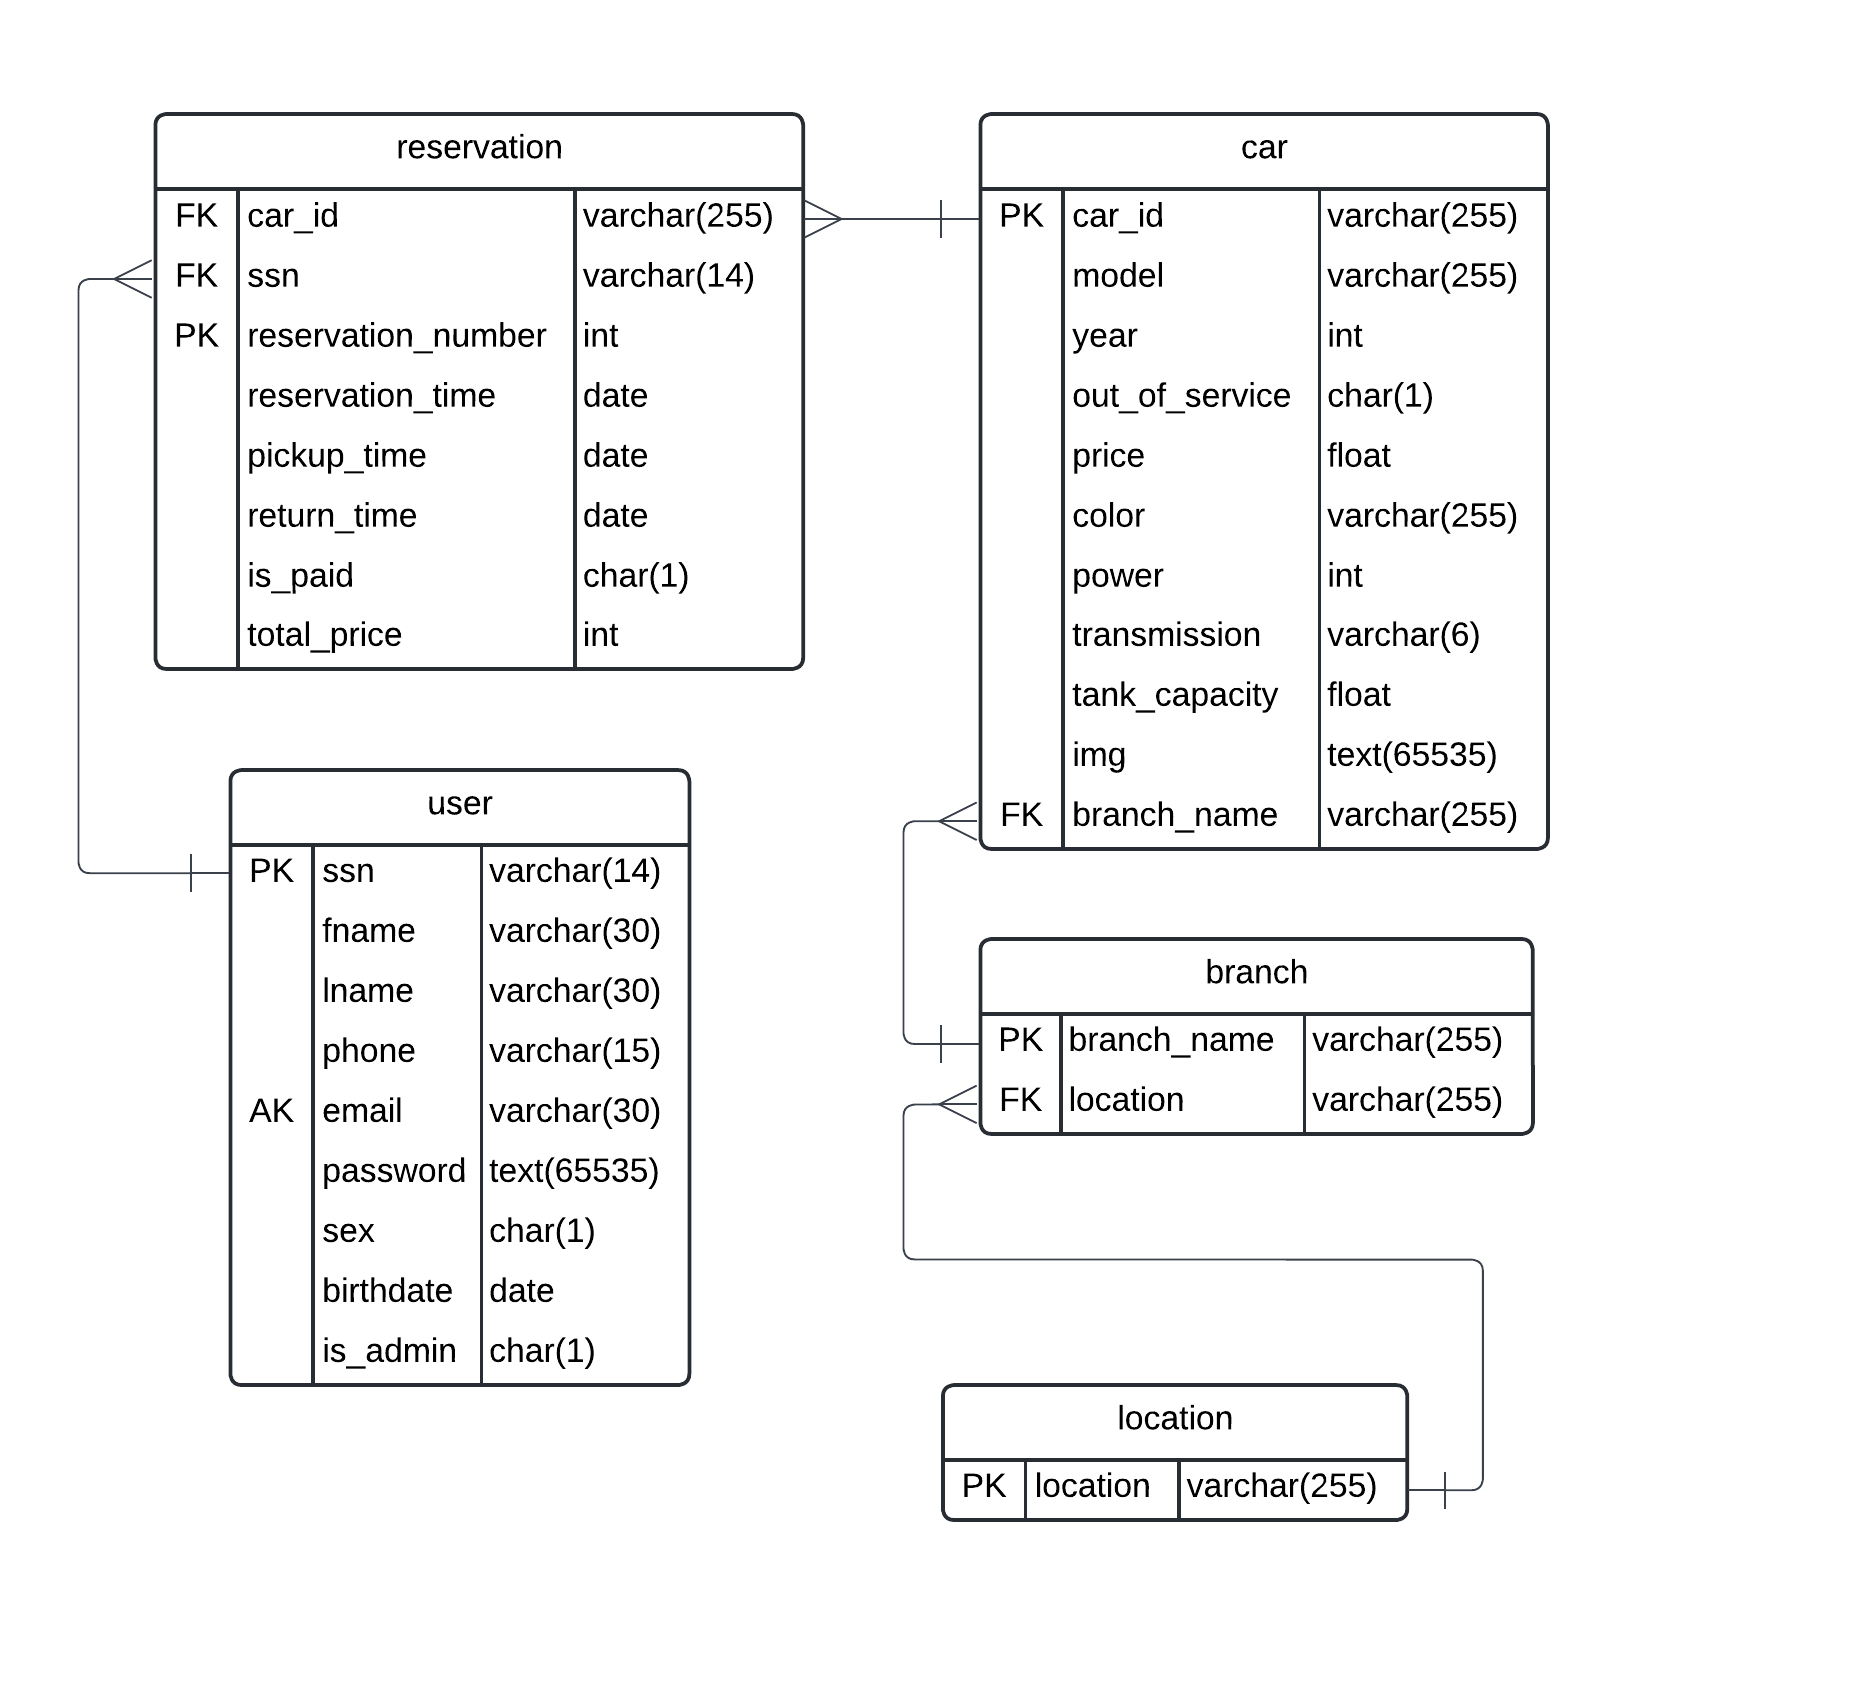 reservation
FK car_id varchar(255)
FK ssn varchar(14)
PK reservation_number int
reservation_time date
pickup_time date
return_time date
is_paid char(1)
total_price int
car
PK car_id varchar(255)
model varchar(255)
year int
out_of_service char(1)
price float
color varchar(255)
power int
transmission varchar(6)
tank_capacity float
img text(65535)
FK branch_name varchar(255)
user
PK ssn varchar(14)
fname varchar(30)
lname varchar(30)
phone varchar(15)
AK email varchar(30)
password text(65535)
sex char(1)
birthdate date
is_admin char(1)
branch
PK branch_name varchar(255)
FK location varchar(255)
location
PK location varchar(255)